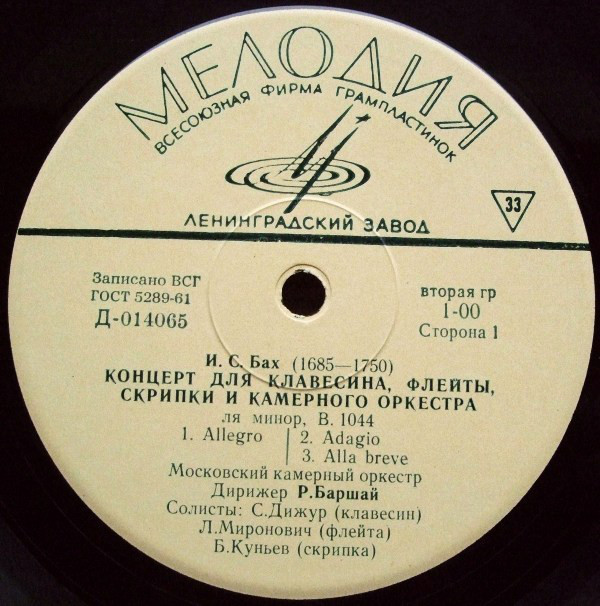 МЕЛОДИЯ
ВСЕСОЮЗНАЯ ФИРМА ГРАМПЛАСТИНОК
ЛЕНИНГРАДСКИЙ ЗАВОД
33
Записано ВСГ
ГОСТ 5289-61
Д-014065
вторая гр
1-00
Сторона 1
И. С. Бах (1685—1750)
КОНЦЕРТ ДЛЯ КЛАВЕСИНА, ФЛЕЙТЫ,
СКРИПКИ И КАМЕРНОГО ОРКЕСТРА
ля минор, В. 1044
1. Allegro
2. Adagio
3. Alla breve
Московский камерный оркестр
Дирижер Р.Баршай
Солисты: С.Дижур (клавесин)
Л.Миронович (флейта)
Б.Куньев (скрипка)